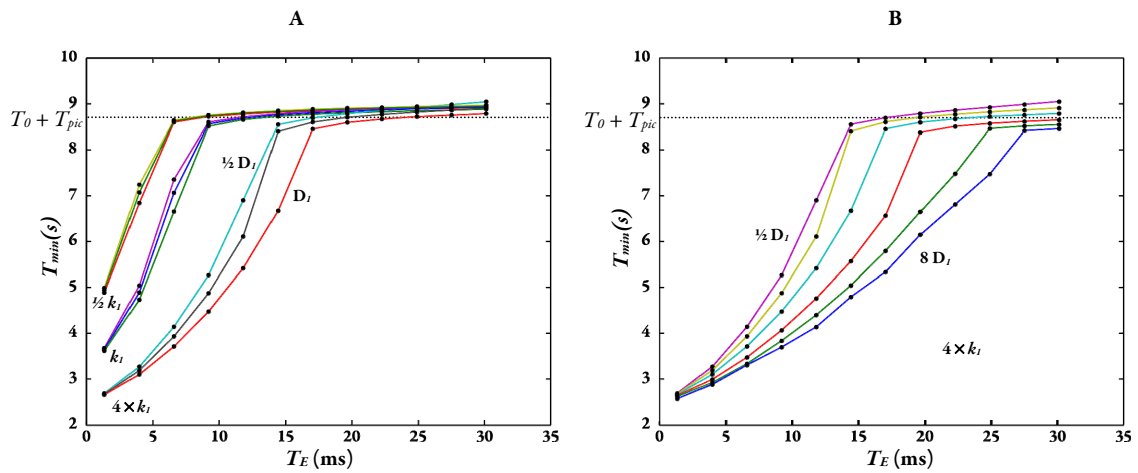 A
B
10
9
T0 + Tpic
8
7
6
5
4
3
2
Tmin(s)
½ D1
D1
½ k1
k1
4×k1
0 5 10 15 20 25 30 35
TE (ms)
10
9
T0 + Tpic
8
7
6
5
4
3
2
Tmin(s)
½ D1
8 D1
4×k1
0 5 10 15 20 25 30 35
TE (ms)